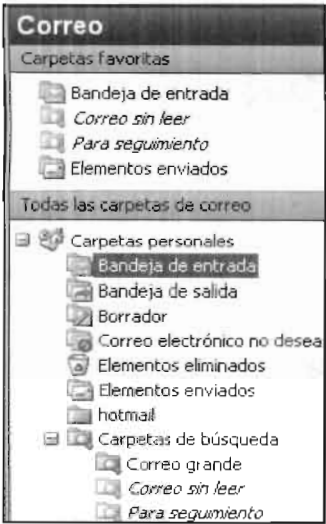 Correo
Carpetas favoritas
Bandeja de entrada
Correo sin leer
Para seguimiento
Elementos enviados
Todas las carpetas de correo
Carpetas personales
Bandeja de entrada
Bandeja de salida
Borrador
Correo electrónico no desea
Elementos eliminados
Elementos enviados
hotmail
Carpetas de búsqueda
Correo grande
Correo sin leer
Para seguimiento